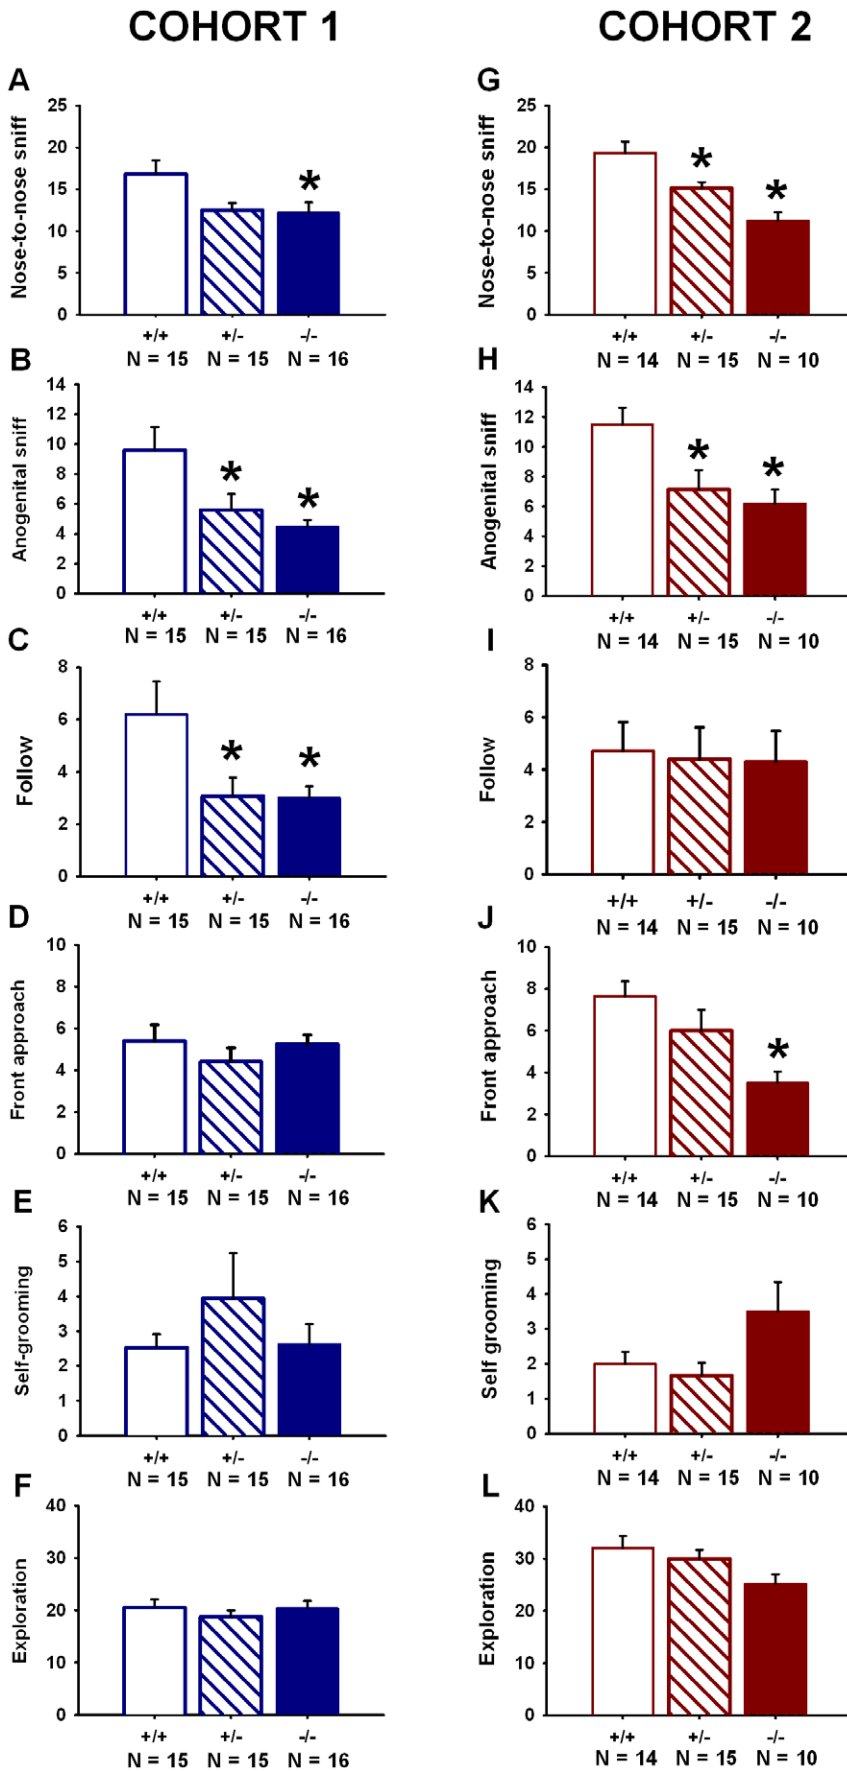 COHORT 1
COHORT 2
A
Nose-to-nose sniff
25
20
15
10
5
0
*
+/+
+/-
-/-
N = 15
N = 15
N = 16
B
Anogenital sniff
14
12
10
8
6
4
2
0
*
*
+/+
+/-
-/-
N = 15
N = 15
N = 16
C
Follow
8
6
4
2
0
*
*
+/+
+/-
-/-
N = 15
N = 15
N = 16
D
Front approach
10
8
6
4
2
0
+/+
+/-
-/-
N = 15
N = 15
N = 16
E
Self-grooming
6
5
4
3
2
1
0
+/+
+/-
-/-
N = 15
N = 15
N = 16
F
Exploration
40
30
20
10
0
+/+
+/-
-/-
N = 15
N = 15
N = 16
G
Nose-to-nose sniff
25
20
15
10
5
0
*
*
+/+
+/-
-/-
N = 14
N = 15
N = 10
H
Anogenital sniff
14
12
10
8
6
4
2
0
*
*
+/+
+/-
-/-
N = 14
N = 15
N = 10
I
Follow
8
6
4
2
0
+/+
+/-
-/-
N = 14
N = 15
N = 10
J
Front approach
10
8
6
4
2
0
*
+/+
+/-
-/-
N = 14
N = 15
N = 10
K
Self grooming
6
5
4
3
2
1
0
+/+
+/-
-/-
N = 14
N = 15
N = 10
L
Exploration
40
30
20
10
0
+/+
+/-
-/-
N = 14
N = 15
N = 10